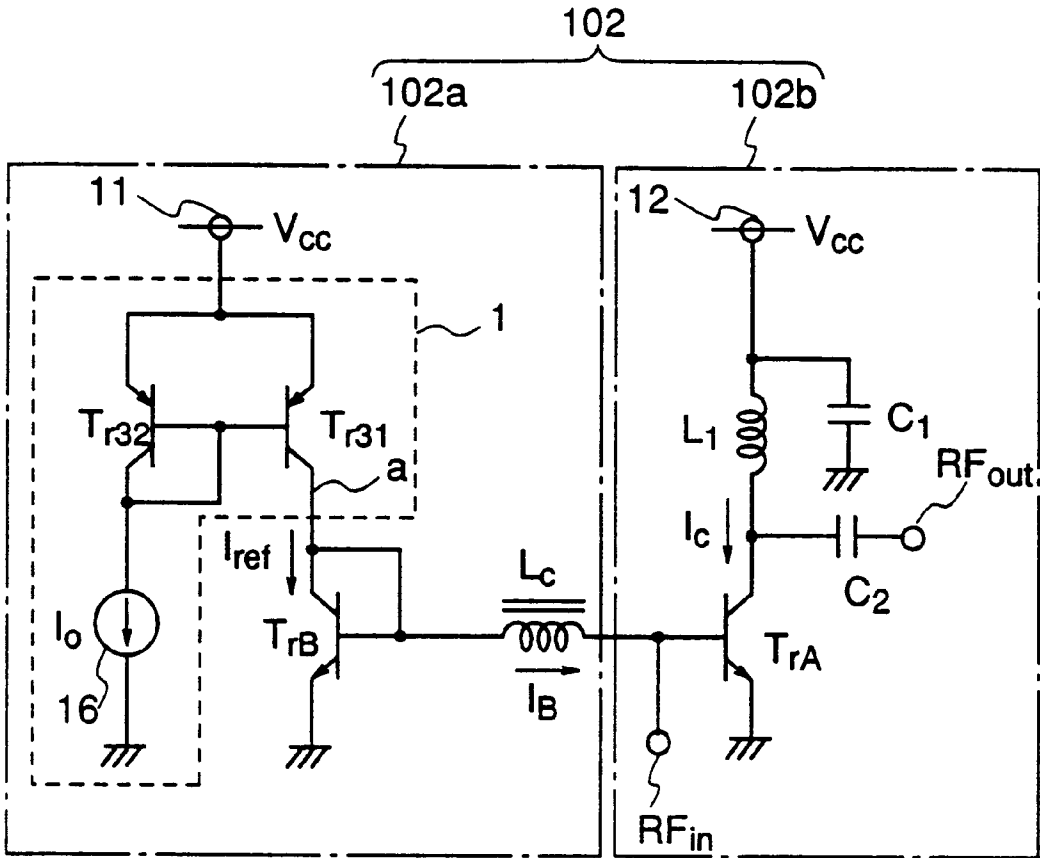 102
102a
102b
11
Vcc
12
Vcc
1
Tr32
Tr31
a
L1
C1
RFout
Iref
Ic
C2
Lc
Io
TrB
TrA
16
IB
RFin